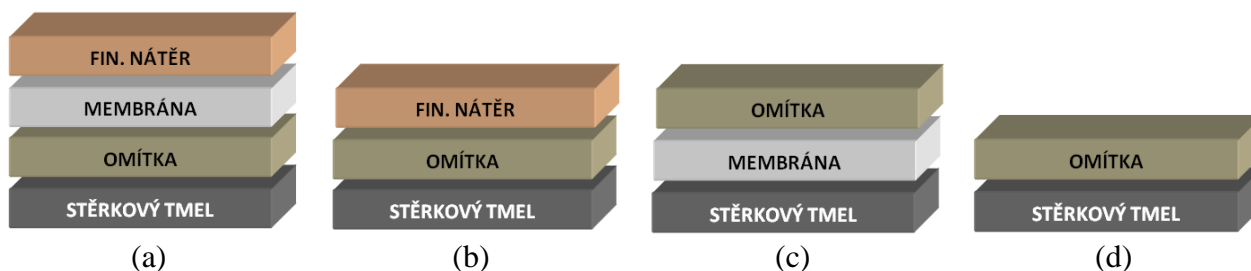 FIN. NÁTĚR
MEMBRÁNA
OMÍTKA
STĚRKOVÝ TMEL
(a)
FIN. NÁTĚR
OMÍTKA
STĚRKOVÝ TMEL
(b)
OMÍTKA
MEMBRÁNA
STĚRKOVÝ TMEL
(c)
OMÍTKA
STĚRKOVÝ TMEL
(d)